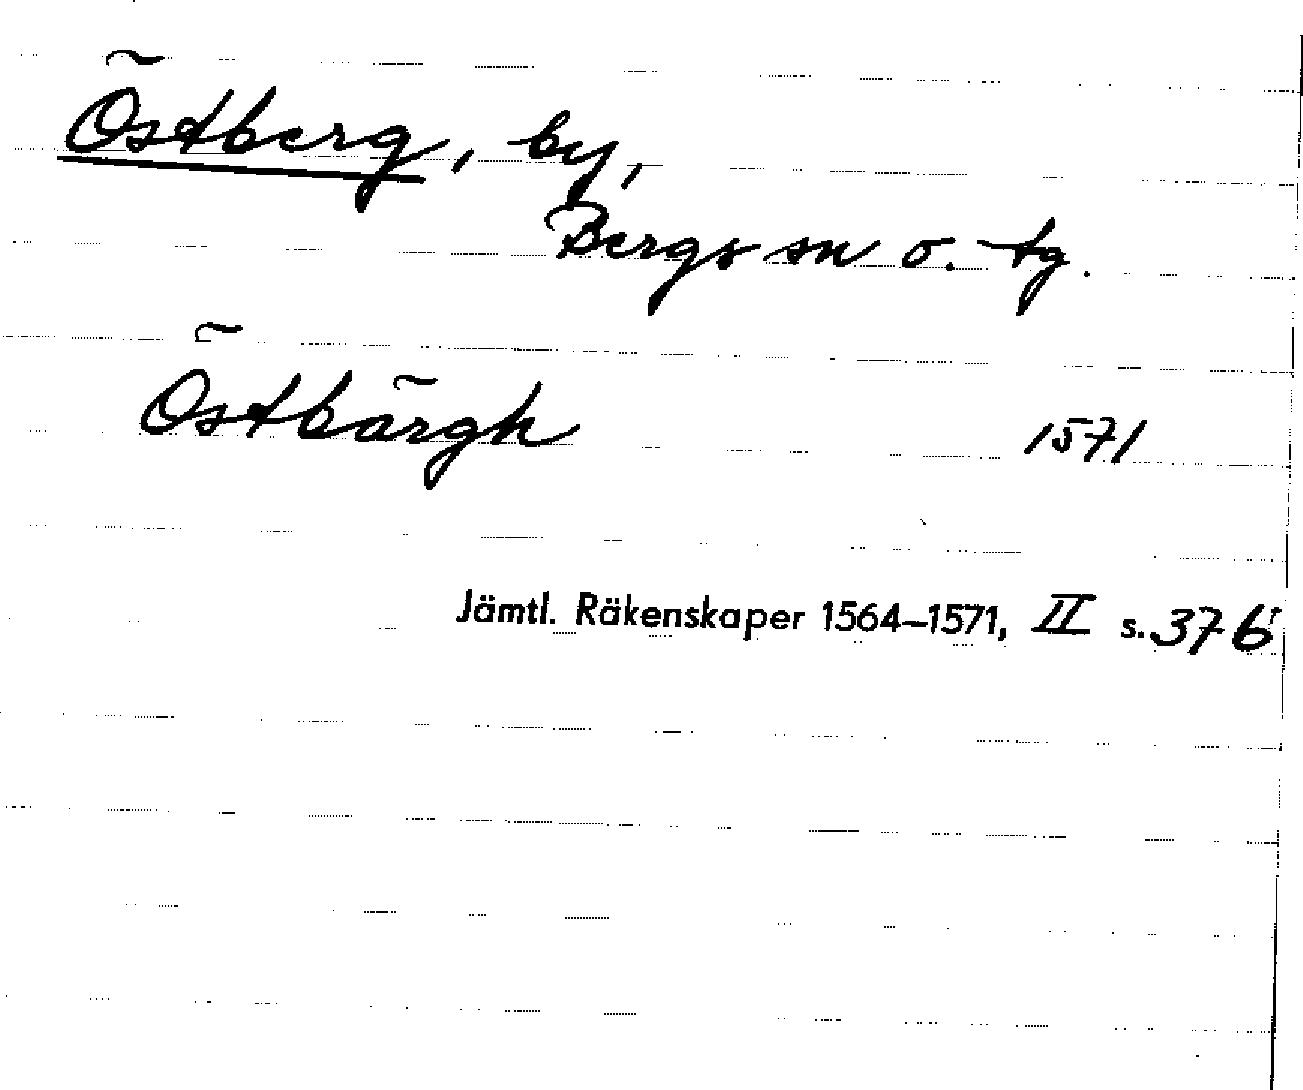 Östberg, by,
Bergs sn o. tg.
Östbärgh 1571
Jämtl. Räkenskaper 1564–1571, II s. 376